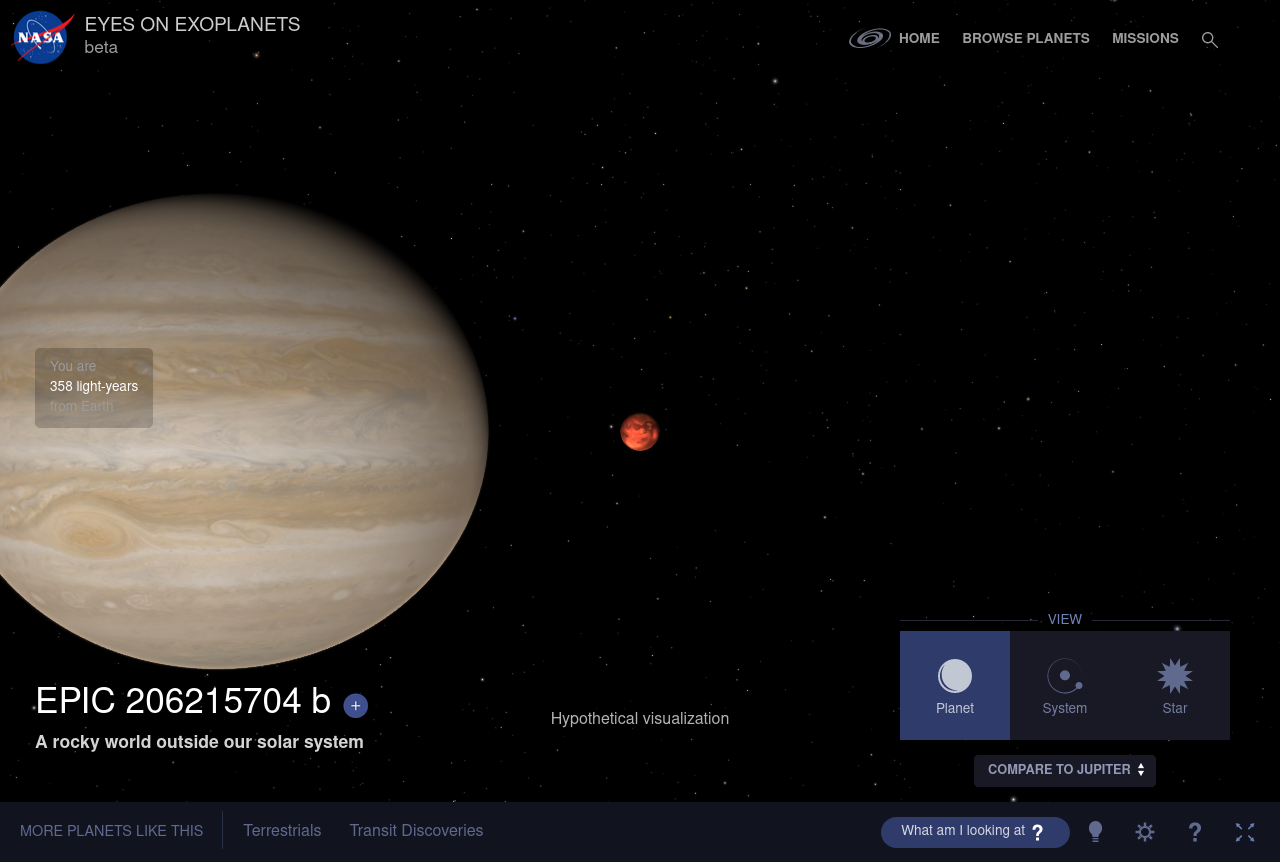 NASA
EYES ON EXOPLANETS
beta
HOME
BROWSE PLANETS
MISSIONS
You are
358 light-years
from Earth
EPIC 206215704 b +
A rocky world outside our solar system
Hypothetical visualization
VIEW
Planet
System
Star
COMPARE TO JUPITER
MORE PLANETS LIKE THIS
Terrestrials
Transit Discoveries
What am I looking at ?
?